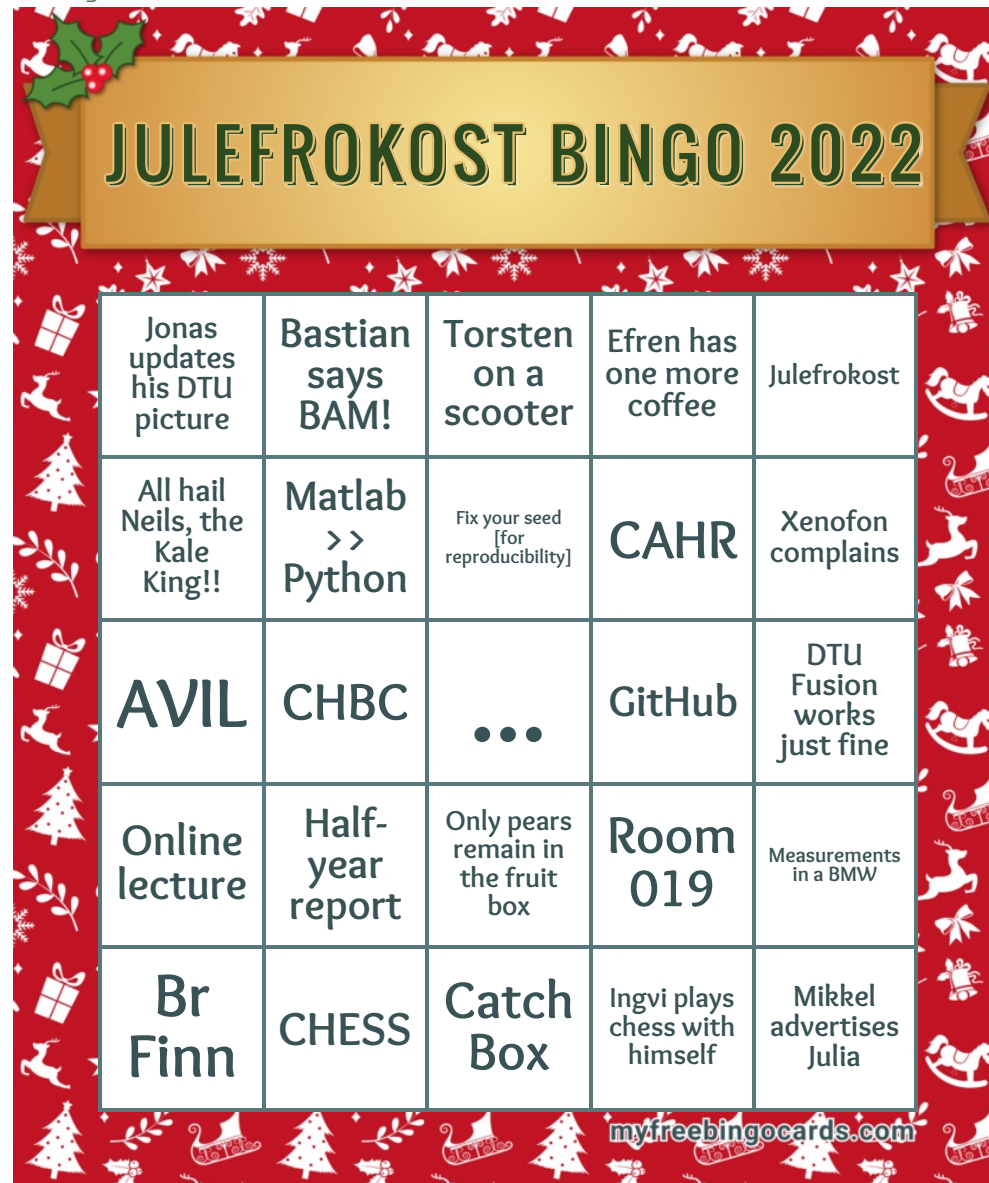 JULEFROKOST BINGO 2022
Jonas
updates
his DTU
picture
Bastian
says
BAM!
Torsten
on a
scooter
Efren has
one more
coffee
Julefrokost
All hail
Neils, the
Kale
King!!
Matlab
>>
Python
Fix your seed
[for
reproducibility]
CAHR
Xenofon
complains
AVIL
CHBC
...
GitHub
DTU
Fusion
works
just fine
Online
lecture
Half-
year
report
Only pears
remain in
the fruit
box
Room
019
Measurements
in a BMW
Br
Finn
CHESS
Catch
Box
Ingvi plays
chess with
himself
Mikkel
advertises
Julia
myfreebingocards.com